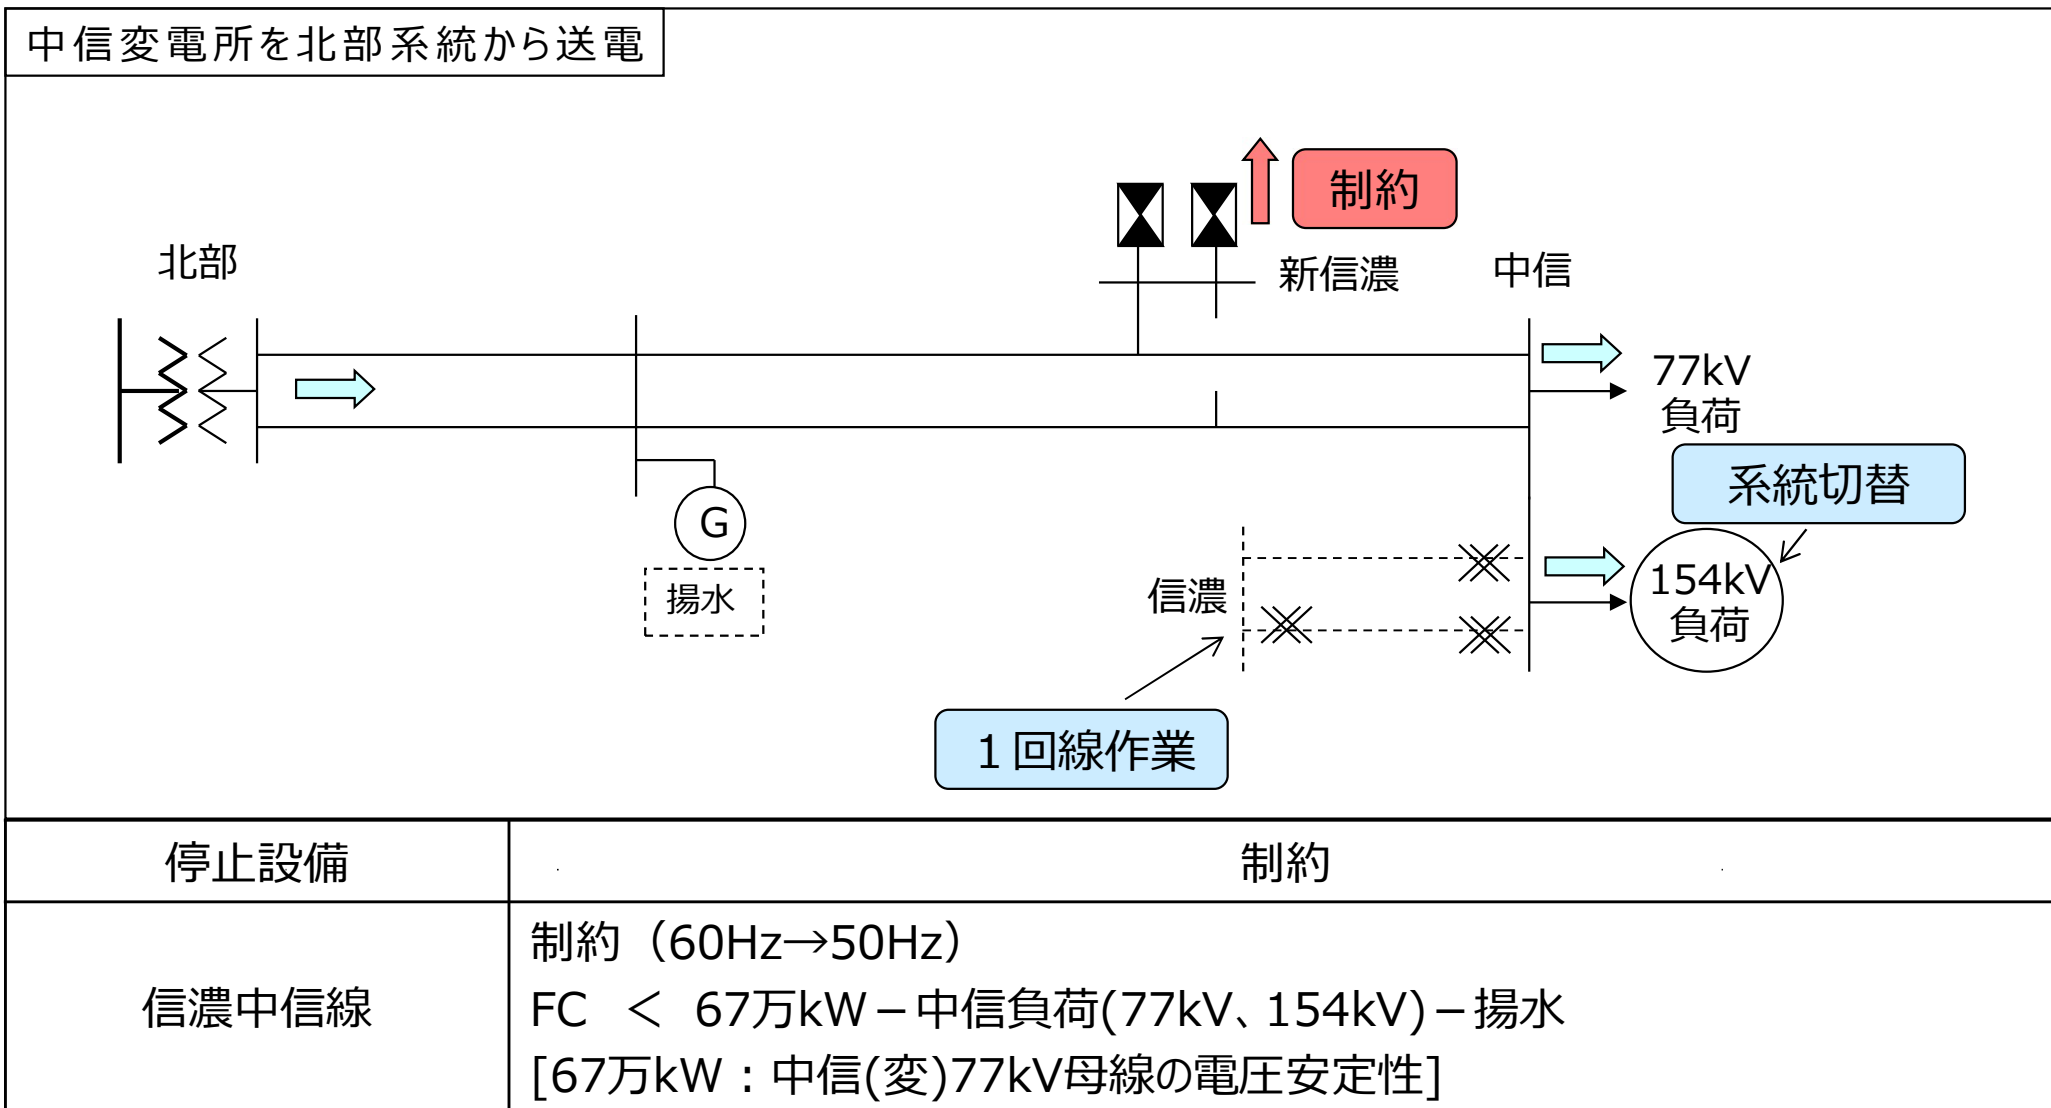 中信変電所を北部系統から送電
制約
北部
新信濃
中信
77kV
負荷
系統切替
G
揚水
信濃
154kV
負荷
1回線作業
停止設備
制約
信濃中信線
制約（60Hz→50Hz）
FC ＜ 67万kW－中信負荷(77kV、154kV)－揚水
[67万kW：中信(変)77kV母線の電圧安定性]